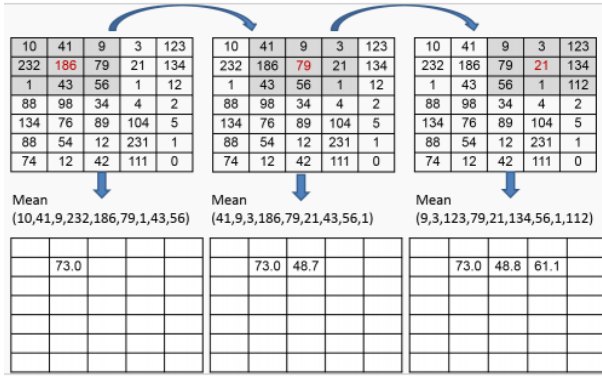 10 41 9 3 123
232 186 79 21 134
1 43 56 1 12
88 98 34 4 2
134 76 89 104 5
88 54 12 231 1
74 12 42 111 0
10 41 9 3 123
232 186 79 21 134
1 43 56 1 12
88 98 34 4 2
134 76 89 104 5
88 54 12 231 1
74 12 42 111 0
10 41 9 3 123
232 186 79 21 134
1 43 56 1 112
88 98 34 4 2
134 76 89 104 5
88 54 12 231 1
74 12 42 111 0
Mean
(10,41,9,232,186,79,1,43,56)
Mean
(41,9,3,186,79,21,43,56,1)
Mean
(9,3,123,79,21,134,56,1,112)
73.0
73.0 48.7
73.0 48.8 61.1